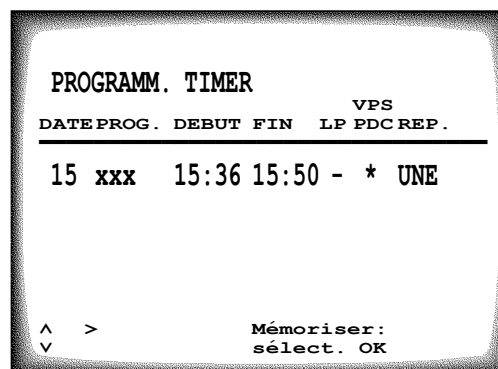 PROGRAMM. TIMER
VPS
DATE PROG. DEBUT FIN LP PDC REP.
15 xxx 15:36 15:50 - * UNE
^ > Mémoriser:
v sélect. OK